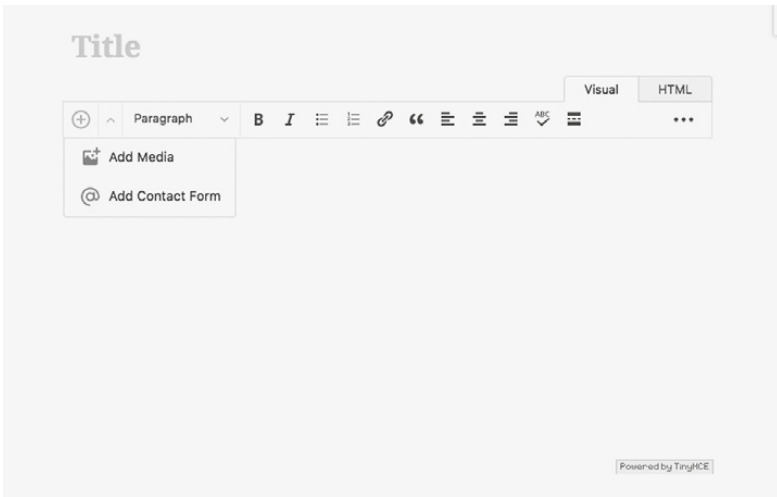 Title
Visual HTML
Paragraph B I ABC
Add Media
Add Contact Form
Powered by TinyMCE